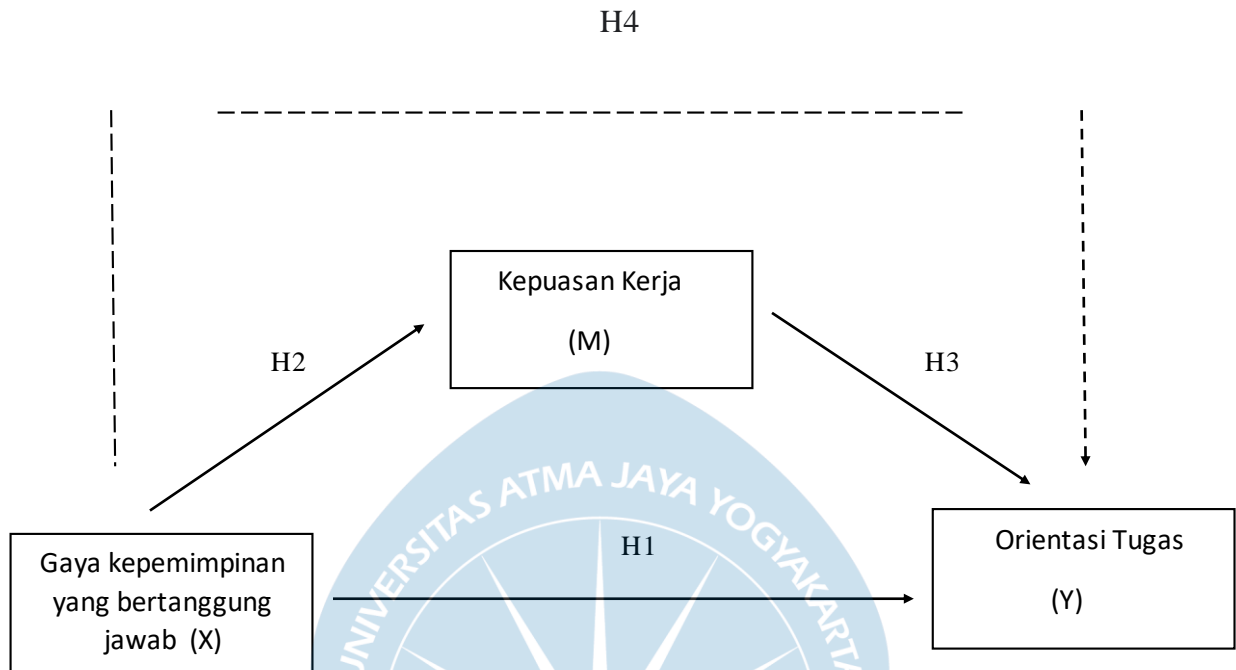 H4
Kepuasan Kerja
(M)
H2
H3
UNIVERSITAS ATMA JAYA YOGYAKARTA
H1
Gaya kepemimpinan
yang bertanggung
jawab (X)
Orientasi Tugas
(Y)